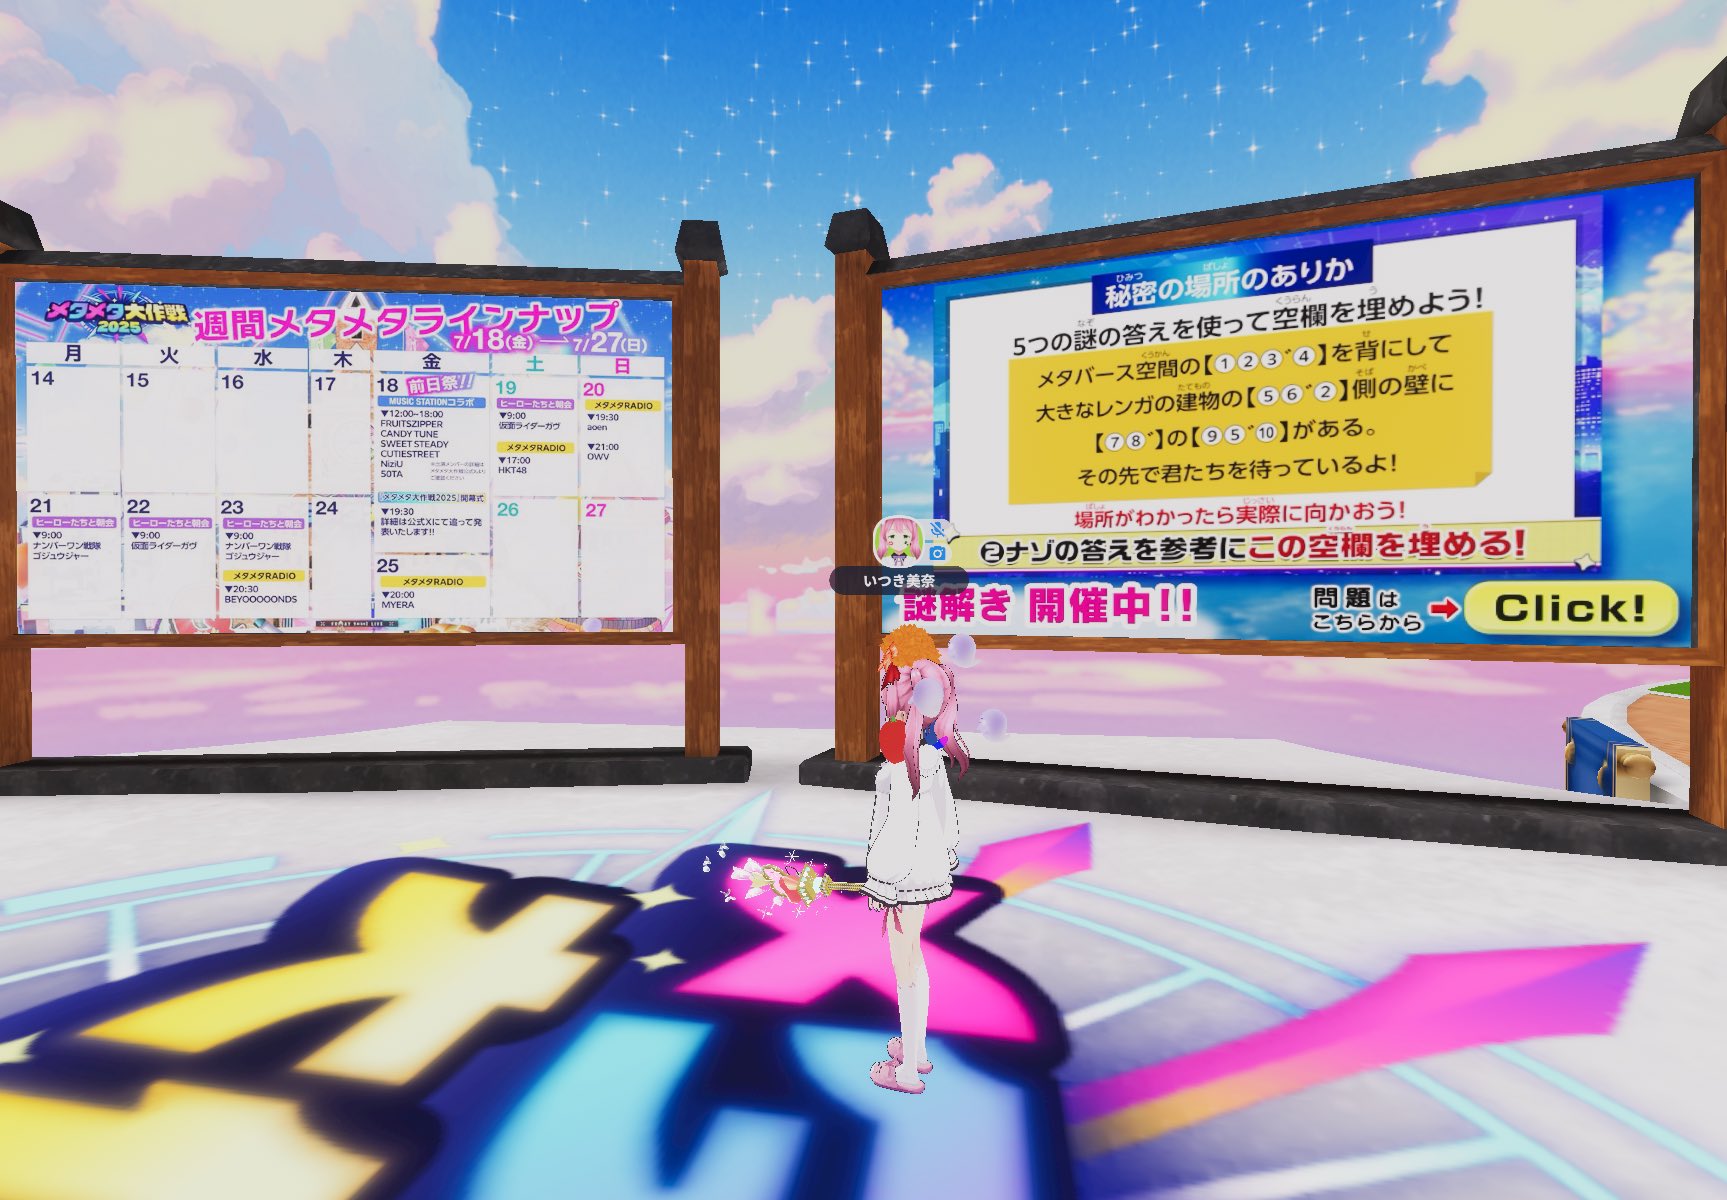 メタメタ大作戦
2025
週間メタメタラインナップ
7/18(金)→7/27(日)
月 火 水 木 金 土 日
14
15
16
17
18 前日祭!!
MUSIC STATIONコラボ
▼12:00~18:00
FRUITSZIPPER
CANDY TUNE
SWEET STEADY
CUTIESTREET
NiziU
50TA
「メタメタ大作戦2025」開幕式
▼19:30
詳細は公式Xにて追って発
表いたします!!
19
ヒーローたちと朝会
▼9:00
仮面ライダーガヴ
メタメタRADIO
▼17:00
HKT48
20
メタメタRADIO
▼19:30
aoen
▼21:00
OWV
21
ヒーローたちと朝会
▼9:00
ナンバーワン戦隊
ゴジュウジャー
22
ヒーローたちと朝会
▼9:00
仮面ライダーガヴ
23
ヒーローたちと朝会
▼9:00
ナンバーワン戦隊
ゴジュウジャー
メタメタRADIO
▼20:30
BEYOOOOONDS
24
25
メタメタRADIO
▼20:00
MYERA
26
27
秘密の場所のありか
5つの謎の答えを使って空欄を埋めよう!
メタバース空間の【①②③゛④】を背にして
大きなレンガの建物の【⑤⑥゛②】側の壁に
【⑦⑧゛】の【⑨⑤゛⑩】がある。
その先で君たちを待っているよ!
場所がわかったら実際に向かおう!
❷ナゾの答えを参考にこの空欄を埋める!
いつき美奈
謎解き 開催中!!
問題は
こちらから
➡
Click!